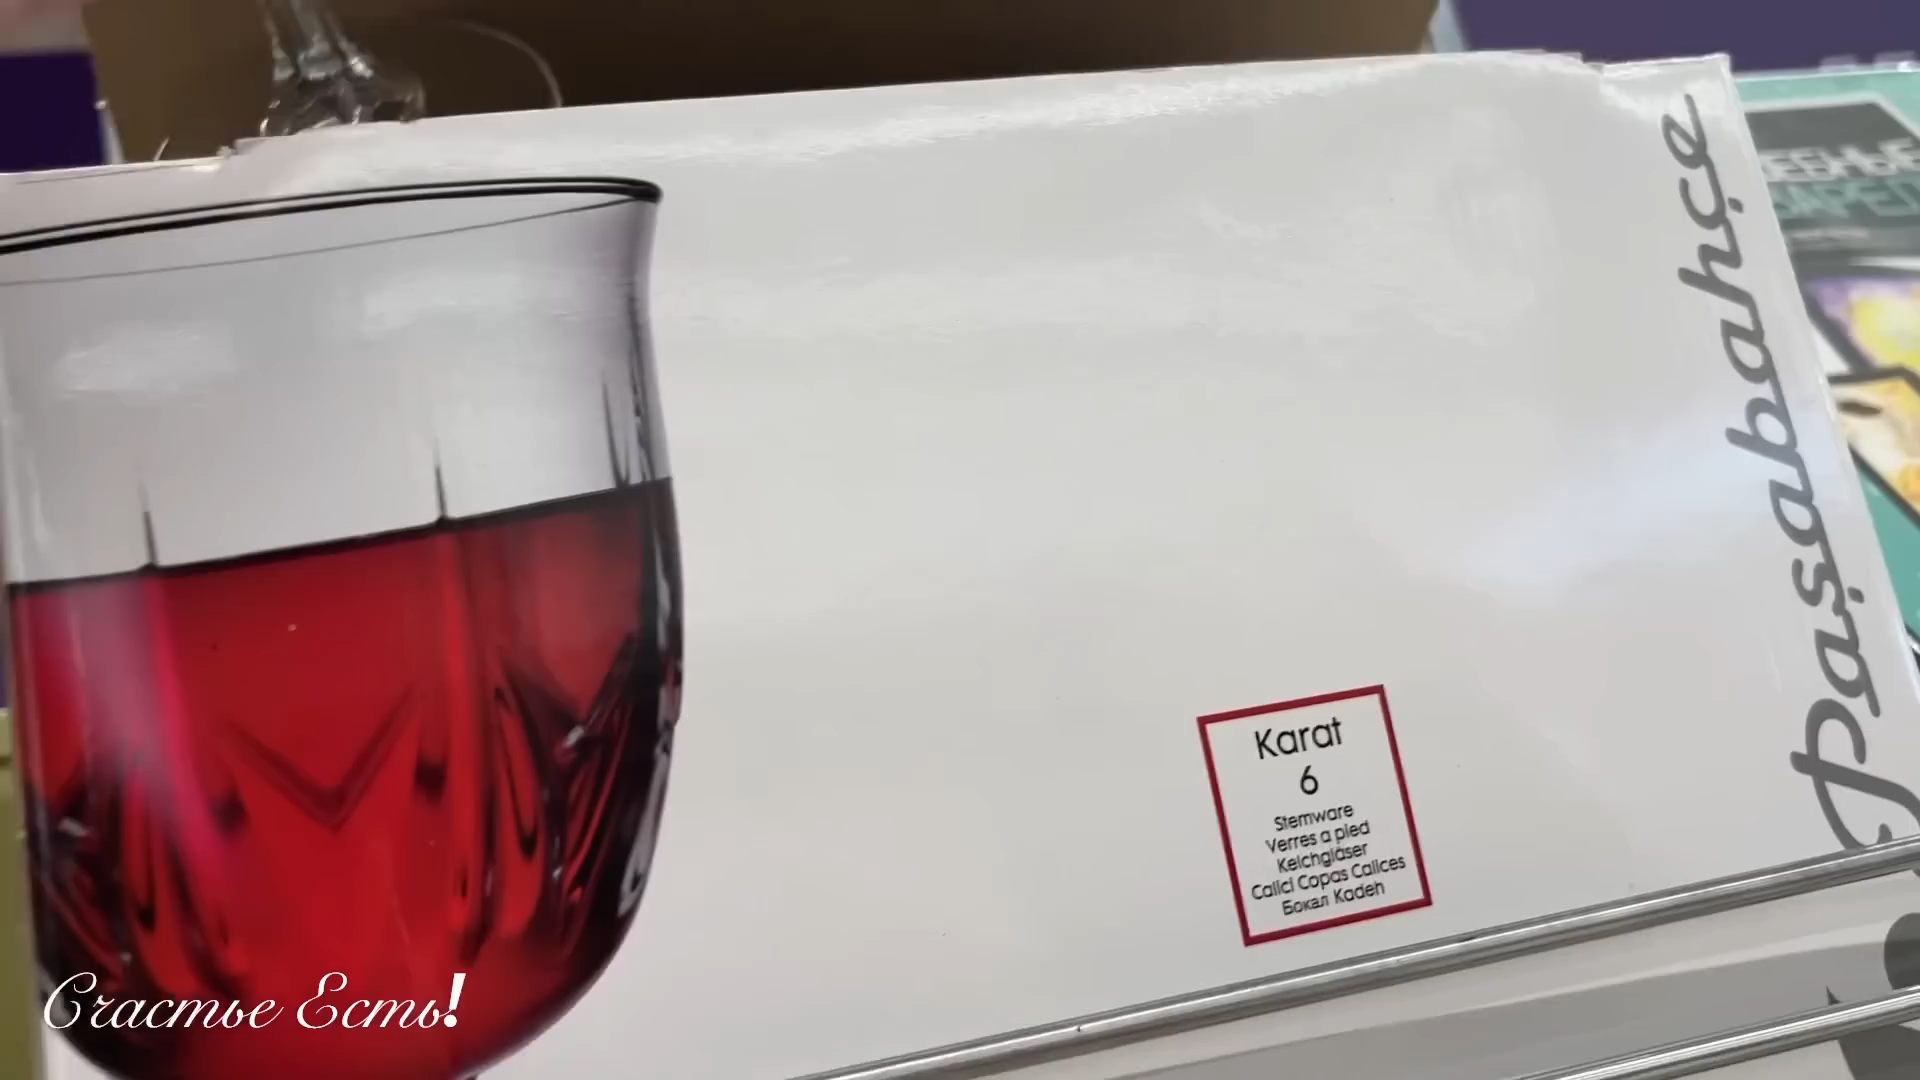 Paşabahçe
Karat
6
Stemware
Verres a pied
Kelchgläser
Calici Copas Calices
Бокал Kadeh
Счастье Есть!